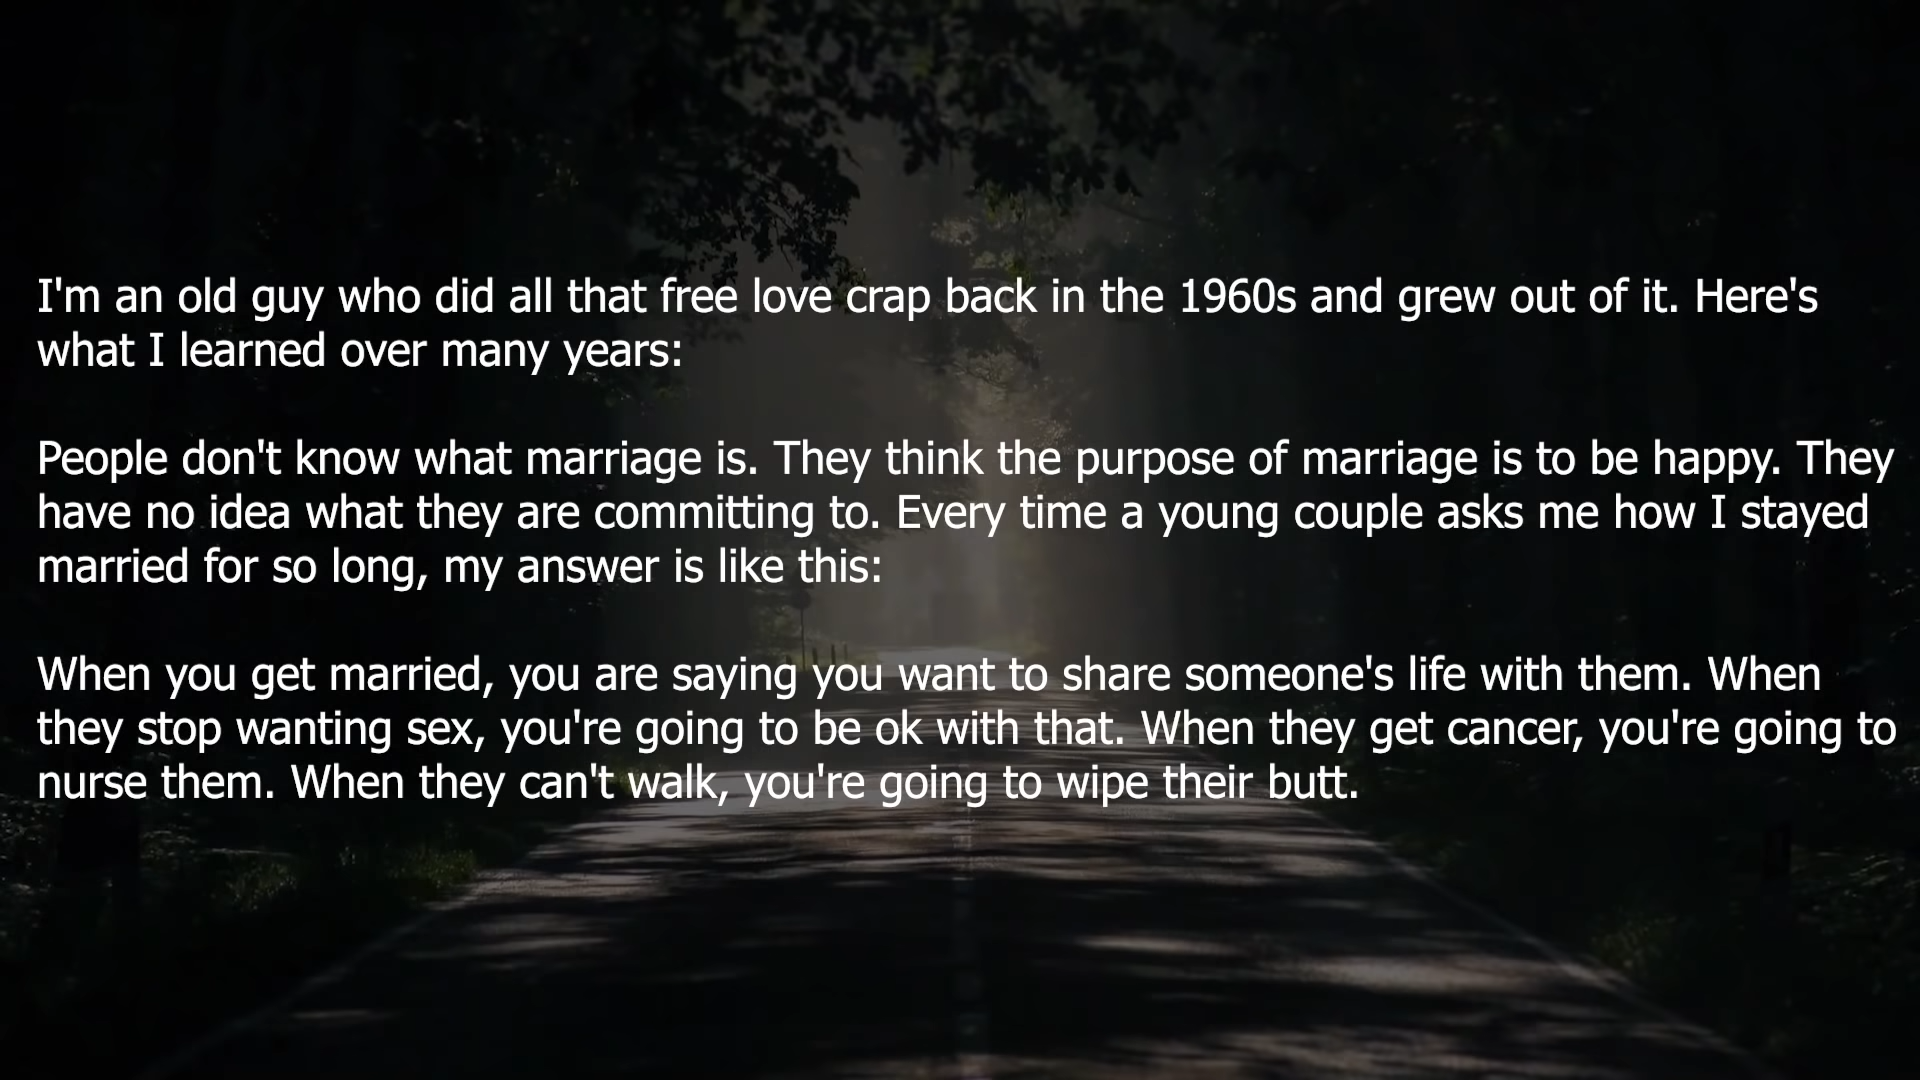 I'm an old guy who did all that free love crap back in the 1960s and grew out of it. Here's
what I learned over many years:
People don't know what marriage is. They think the purpose of marriage is to be happy. They
have no idea what they are committing to. Every time a young couple asks me how I stayed
married for so long, my answer is like this:
When you get married, you are saying you want to share someone's life with them. When
they stop wanting sex, you're going to be ok with that. When they get cancer, you're going to
nurse them. When they can't walk, you're going to wipe their butt.